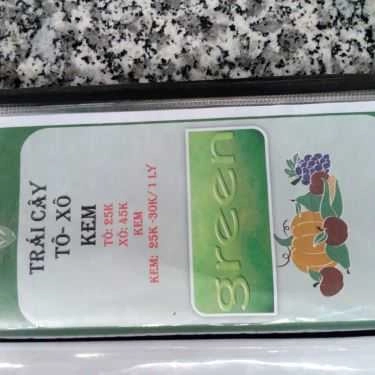 TRÁI CÂY
TÔ- XÔ
KEM
TÔ: 25K
XÔ: 45K
KEM
KEM: 25K -30K/ 1 LY
green